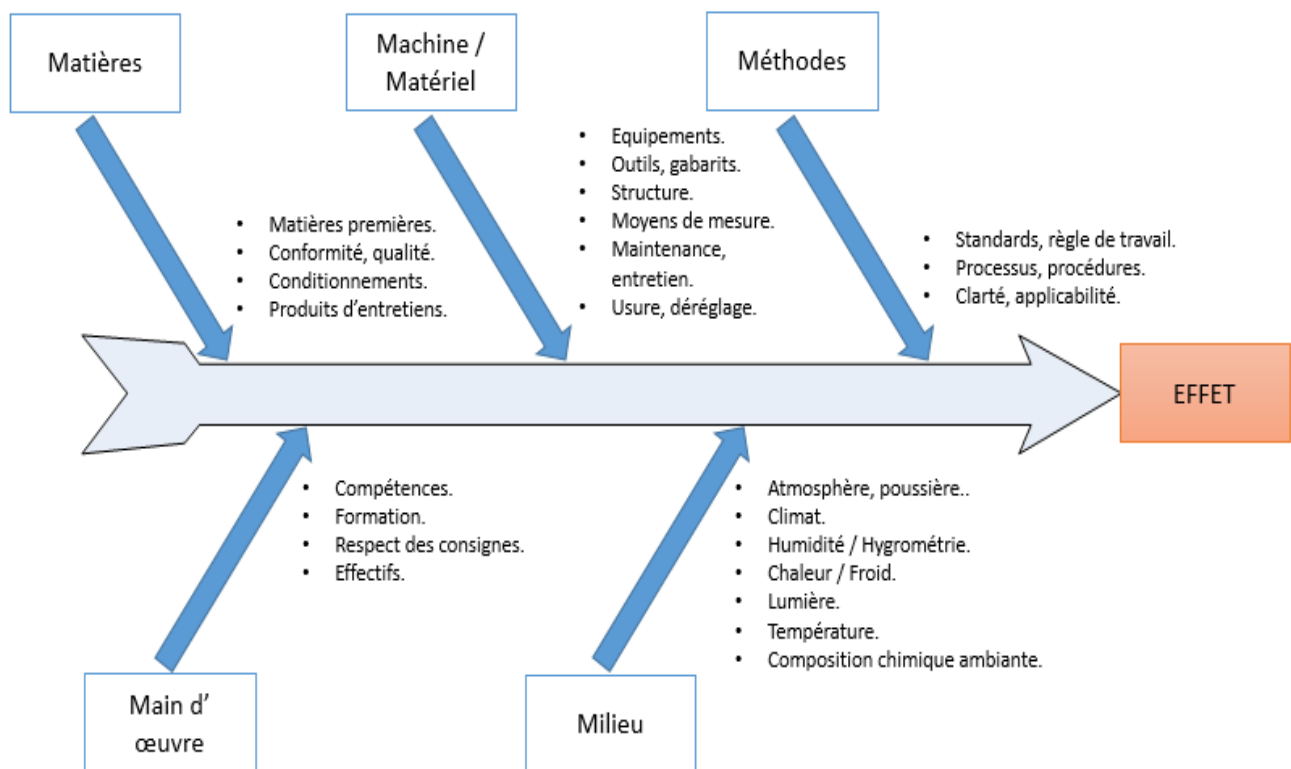 Matières
Machine /
Matériel
Méthodes
• Matières premières.
• Conformité, qualité.
• Conditionnements.
• Produits d’entretiens.
• Equipements.
• Outils, gabarits.
• Structure.
• Moyens de mesure.
• Maintenance,
entretien.
• Usure, déréglage.
• Standards, règle de travail.
• Processus, procédures.
• Clarté, applicabilité.
EFFET
• Compétences.
• Formation.
• Respect des consignes.
• Effectifs.
• Atmosphère, poussière..
• Climat.
• Humidité / Hygrométrie.
• Chaleur / Froid.
• Lumière.
• Température.
• Composition chimique ambiante.
Main d’
œuvre
Milieu